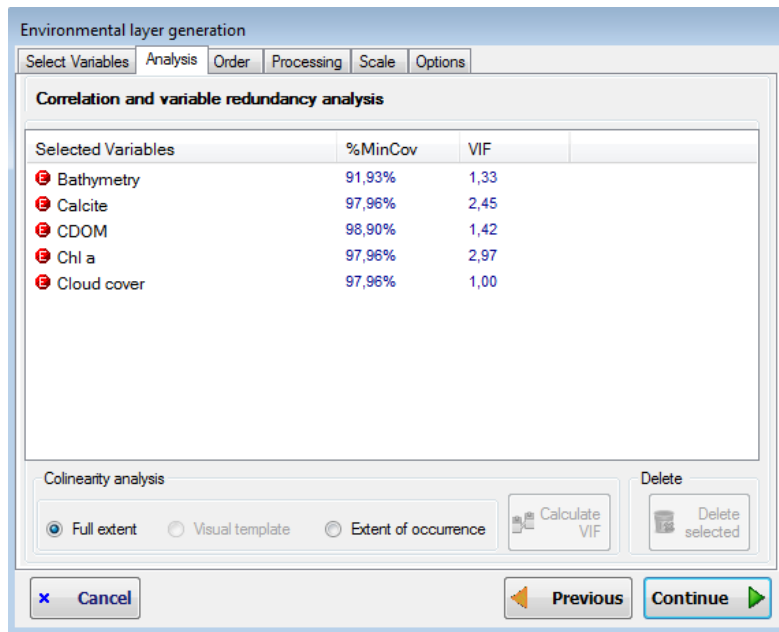 Environmental layer generation
Select Variables Analysis Order Processing Scale Options
Correlation and variable redundancy analysis
Selected Variables %MinCov VIF
E Bathymetry 91,93% 1,33
E Calcite 97,96% 2,45
E CDOM 98,90% 1,42
E Chl a 97,96% 2,97
E Cloud cover 97,96% 1,00
Colinearity analysis Delete
Full extent Visual template Extent of occurrence Calculate VIF Delete selected
× Cancel Previous Continue